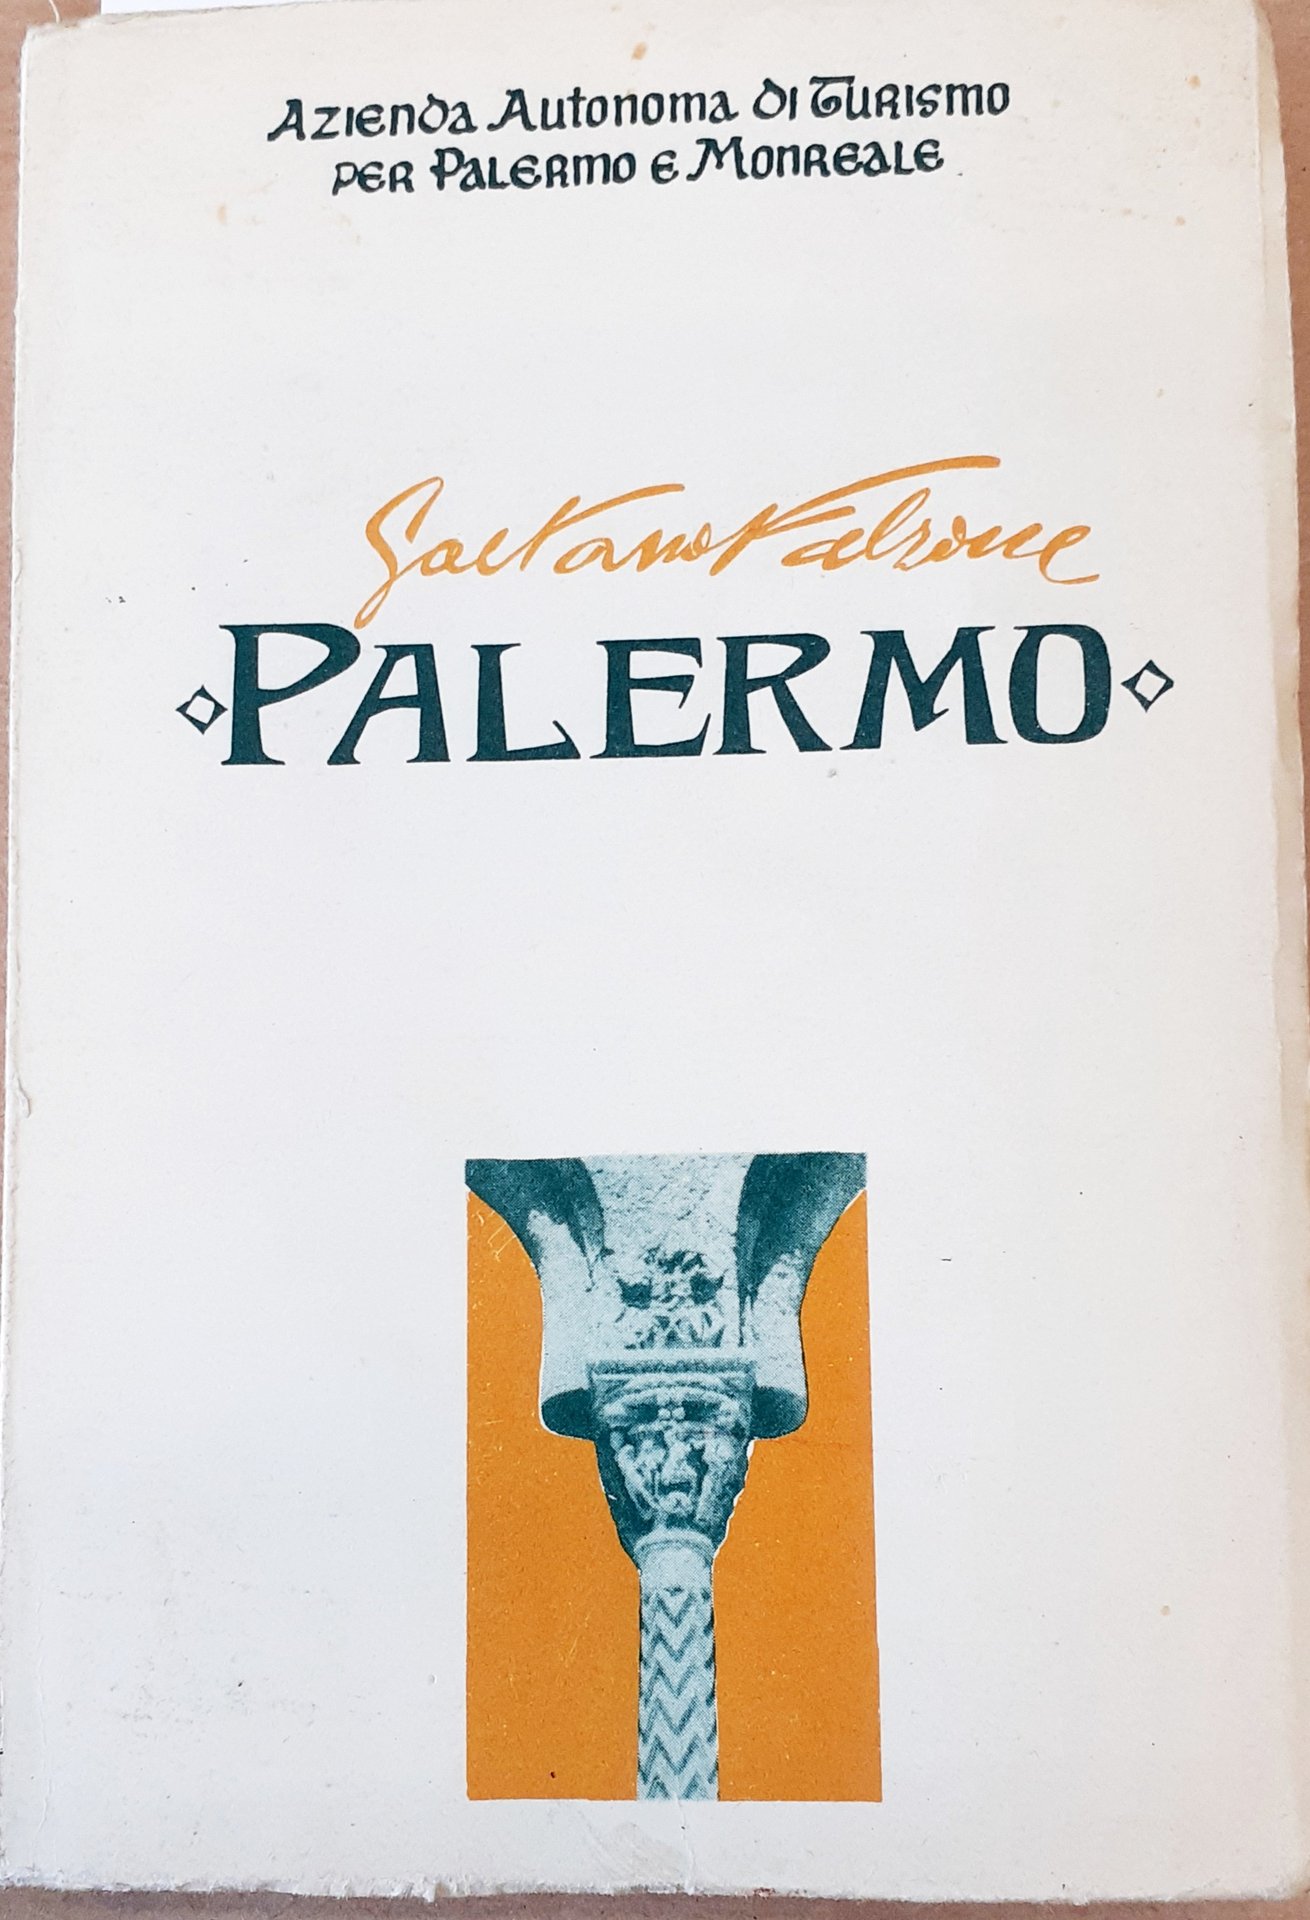 Azienda Autonoma di Turismo
per Palermo e Monreale
Gaetano Falzone
PALERMO